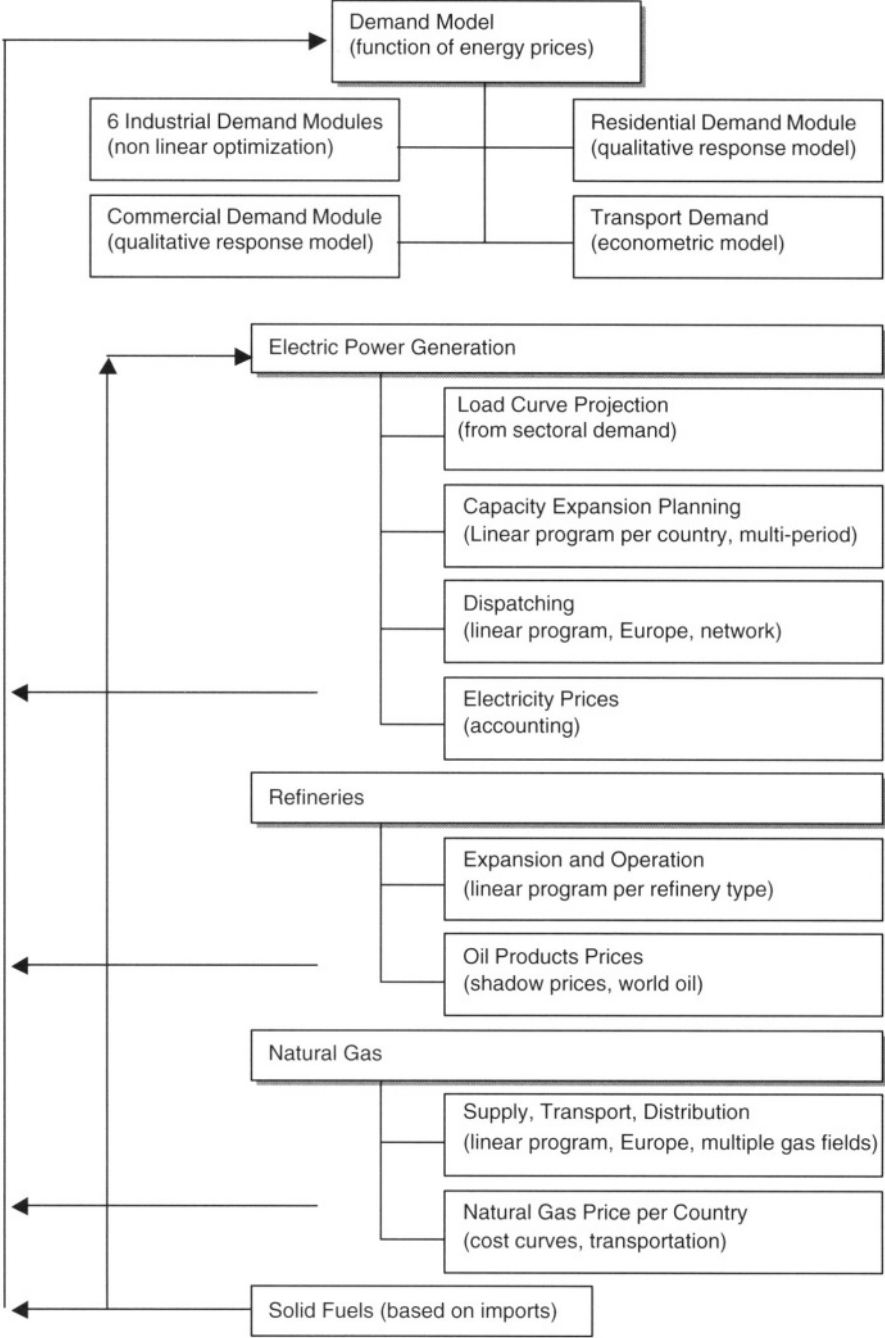 Demand Model
(function of energy prices)
6 Industrial Demand Modules
(non linear optimization)
Residential Demand Module
(qualitative response model)
Commercial Demand Module
(qualitative response model)
Transport Demand
(econometric model)
Electric Power Generation
Load Curve Projection
(from sectoral demand)
Capacity Expansion Planning
(Linear program per country, multi-period)
Dispatching
(linear program, Europe, network)
Electricity Prices
(accounting)
Refineries
Expansion and Operation
(linear program per refinery type)
Oil Products Prices
(shadow prices, world oil)
Natural Gas
Supply, Transport, Distribution
(linear program, Europe, multiple gas fields)
Natural Gas Price per Country
(cost curves, transportation)
Solid Fuels (based on imports)